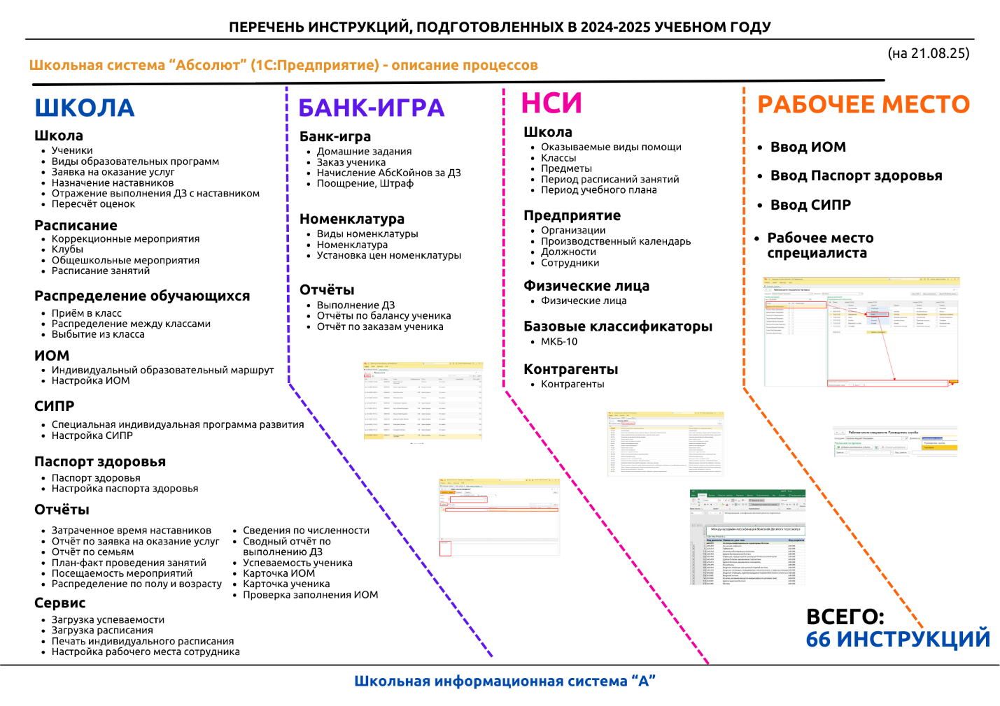 ПЕРЕЧЕНЬ ИНСТРУКЦИЙ, ПОДГОТОВЛЕННЫХ В 2024-2025 УЧЕБНОМ ГОДУ
(на 21.08.25)
Школьная система “Абсолют” (1С:Предприятие) - описание процессов
ШКОЛА
Школа
• Ученики
• Виды образовательных программ
• Заявка на оказание услуг
• Назначение наставников
• Отражение выполнения ДЗ с наставником
• Пересчёт оценок
Расписание
• Коррекционные мероприятия
• Клубы
• Общешкольные мероприятия
• Расписание занятий
Распределение обучающихся
• Приём в класс
• Распределение между классами
• Выбытие из класса
ИОМ
• Индивидуальный образовательный маршрут
• Настройка ИОМ
СИПР
• Специальная индивидуальная программа развития
• Настройка СИПР
Паспорт здоровья
• Паспорт здоровья
• Настройка паспорта здоровья
Отчёты
• Затраченное время наставников
• Отчёт по заявка на оказание услуг
• Отчёт по семьям
• План-факт проведения занятий
• Посещаемость мероприятий
• Распределение по полу и возрасту
• Сведения по численности
• Сводный отчёт по
выполнению ДЗ
• Успеваемость ученика
• Карточка ИОМ
• Карточка ученика
• Проверка заполнения ИОМ
Сервис
• Загрузка успеваемости
• Загрузка расписания
• Печать индивидуального расписания
• Настройка рабочего места сотрудника
БАНК-ИГРА
Банк-игра
• Домашние задания
• Заказ ученика
• Начисление АбсКойнов за ДЗ
• Поощрение, Штраф
Номенклатура
• Виды номенклатуры
• Номенклатура
• Установка цен номенклатуры
Отчёты
• Выполнение ДЗ
• Отчёты по балансу ученика
• Отчёт по заказам ученика
НСИ
Школа
• Оказываемые виды помощи
• Классы
• Предметы
• Период расписаний занятий
• Период учебного плана
Предприятие
• Организации
• Производственный календарь
• Должности
• Сотрудники
Физические лица
• Физические лица
Базовые классификаторы
• МКБ-10
Контрагенты
• Контрагенты
РАБОЧЕЕ МЕСТО
• Ввод ИОМ
• Ввод Паспорт здоровья
• Ввод СИПР
• Рабочее место
спрециалиста
Рабочее место специалиста: Руководитель службы
Международная классификация болезней Десятого пересмотра
ВСЕГО:
66 ИНСТРУКЦИЙ
Школьная информационная система “А”